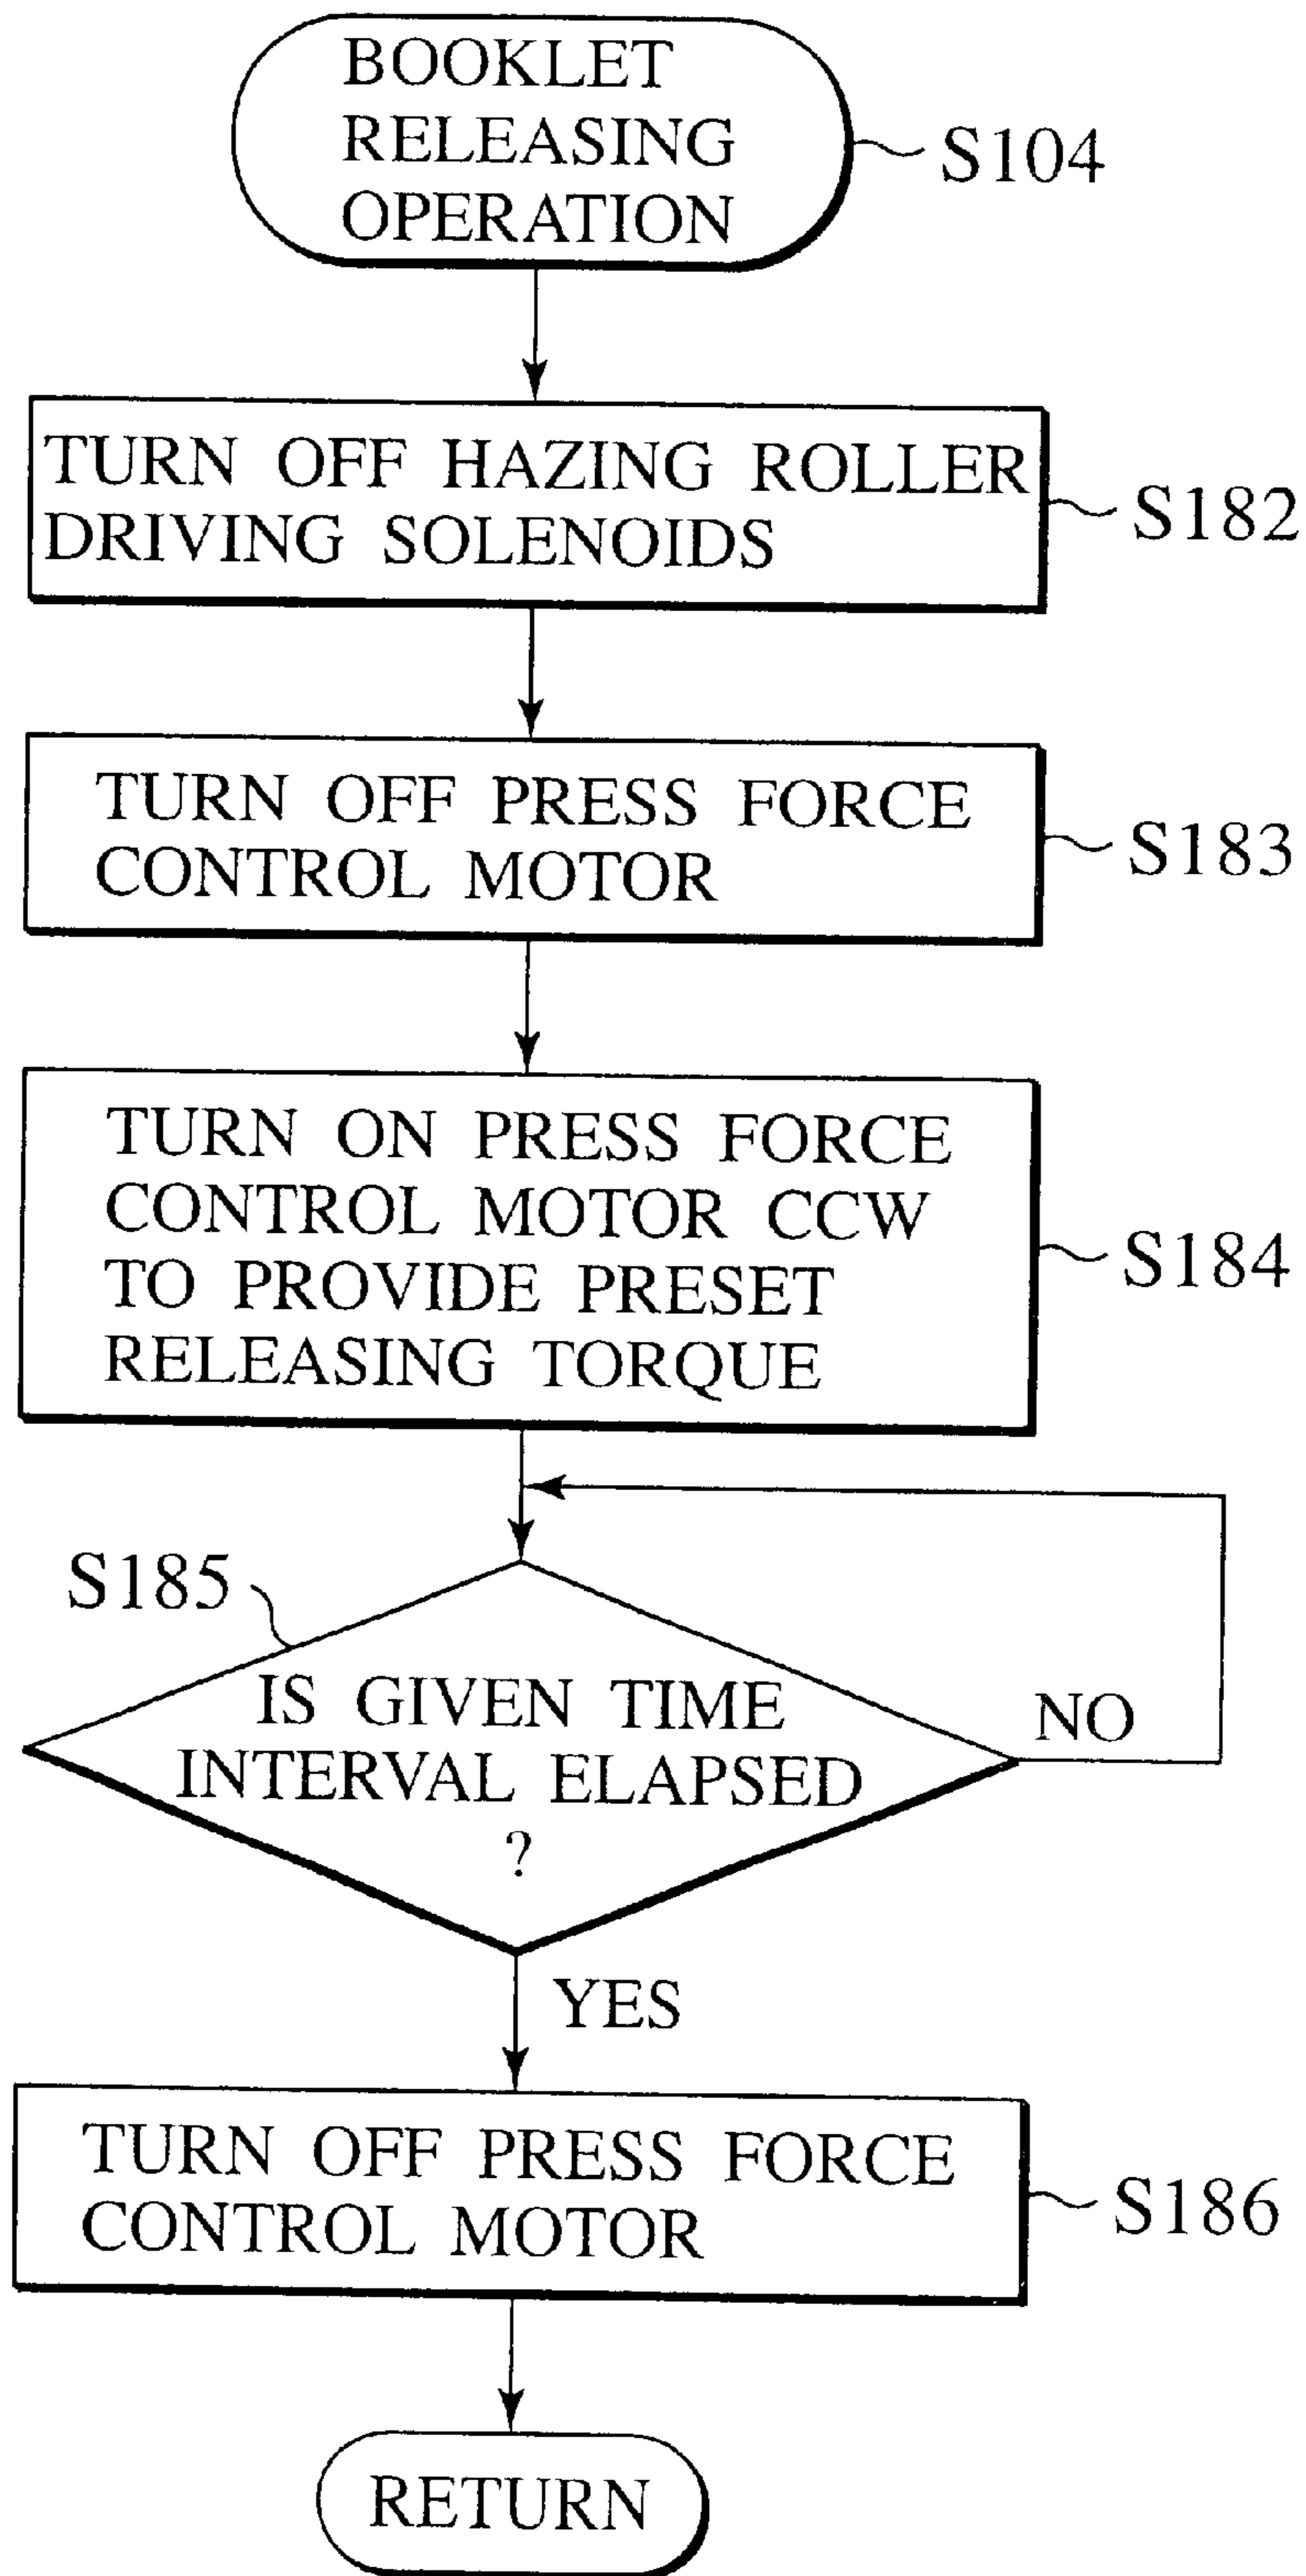 BOOKLET
RELEASING
OPERATION
S104
TURN OFF HAZING ROLLER
DRIVING SOLENOIDS
S182
TURN OFF PRESS FORCE
CONTROL MOTOR
S183
TURN ON PRESS FORCE
CONTROL MOTOR CCW
TO PROVIDE PRESET
RELEASING TORQUE
S184
S185
IS GIVEN TIME
INTERVAL ELAPSED
?
NO
YES
TURN OFF PRESS FORCE
CONTROL MOTOR
S186
RETURN